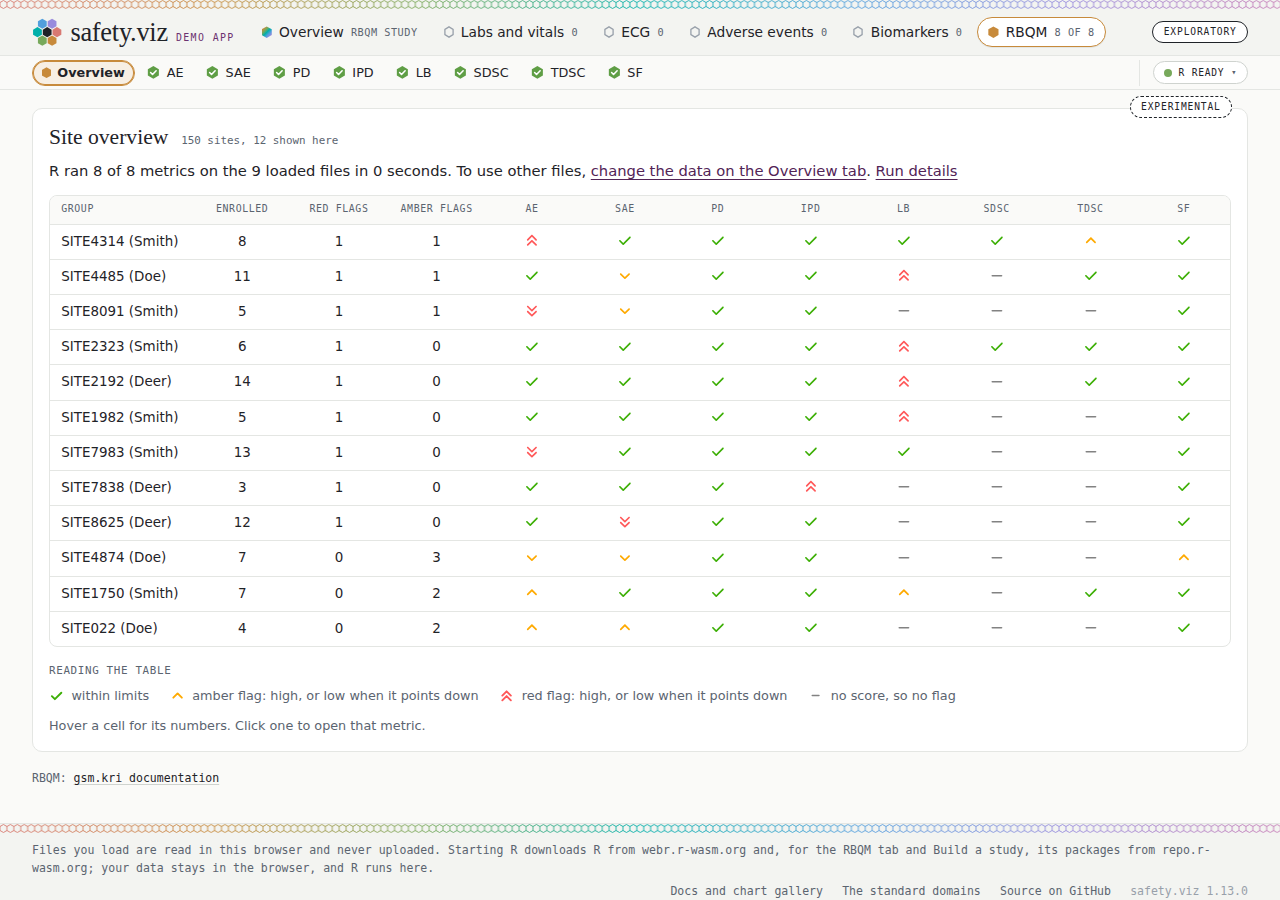 safety.viz DEMO APP Overview RBQM STUDY Labs and vitals 0 ECG 0 Adverse events 0 Biomarkers 0 RBQM 8 OF 8 EXPLORATORY
Overview AE SAE PD IPD LB SDSC TDSC SF R READY
EXPERIMENTAL
Site overview 150 sites, 12 shown here
R ran 8 of 8 metrics on the 9 loaded files in 0 seconds. To use other files, change the data on the Overview tab. Run details
GROUP ENROLLED RED FLAGS AMBER FLAGS AE SAE PD IPD LB SDSC TDSC SF
SITE4314 (Smith) 8 1 1
SITE4485 (Doe) 11 1 1
SITE8091 (Smith) 5 1 1
SITE2323 (Smith) 6 1 0
SITE2192 (Deer) 14 1 0
SITE1982 (Smith) 5 1 0
SITE7983 (Smith) 13 1 0
SITE7838 (Deer) 3 1 0
SITE8625 (Deer) 12 1 0
SITE4874 (Doe) 7 0 3
SITE1750 (Smith) 7 0 2
SITE022 (Doe) 4 0 2
READING THE TABLE
within limits amber flag: high, or low when it points down red flag: high, or low when it points down no score, so no flag
Hover a cell for its numbers. Click one to open that metric.
RBQM: gsm.kri documentation
Files you load are read in this browser and never uploaded. Starting R downloads R from webr.r-wasm.org and, for the RBQM tab and Build a study, its packages from repo.r-
wasm.org; your data stays in the browser, and R runs here.
Docs and chart gallery The standard domains Source on GitHub safety.viz 1.13.0